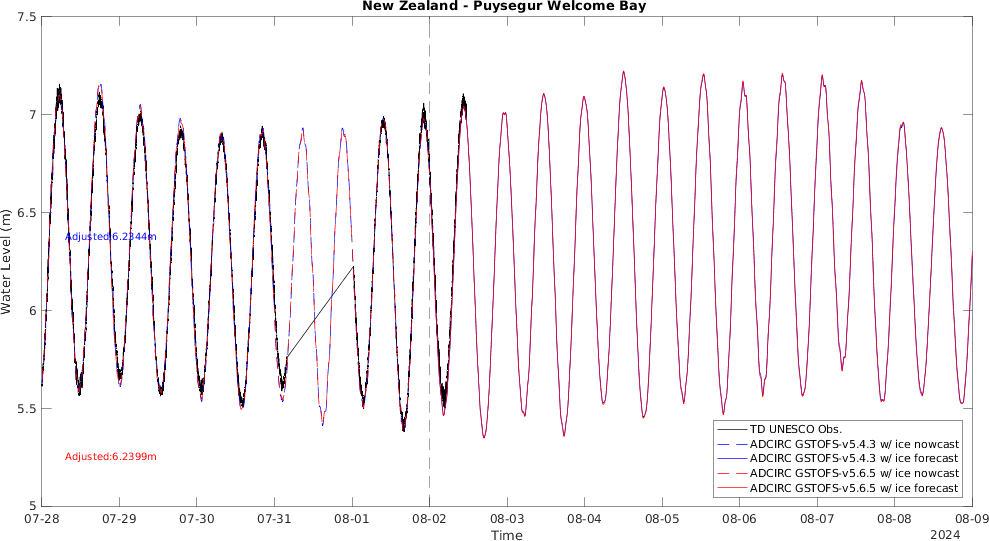 New Zealand - Puysegur Welcome Bay
7.5
7
6.5
6
5.5
5
Water Level (m)
Adjusted:6.2344m
Adjusted:6.2399m
TD UNESCO Obs.
ADCIRC GSTOFS-v5.4.3 w/ ice nowcast
ADCIRC GSTOFS-v5.4.3 w/ ice forecast
ADCIRC GSTOFS-v5.6.5 w/ ice nowcast
ADCIRC GSTOFS-v5.6.5 w/ ice forecast
07-28 07-29 07-30 07-31 08-01 08-02 08-03 08-04 08-05 08-06 08-07 08-08 08-09
Time
2024